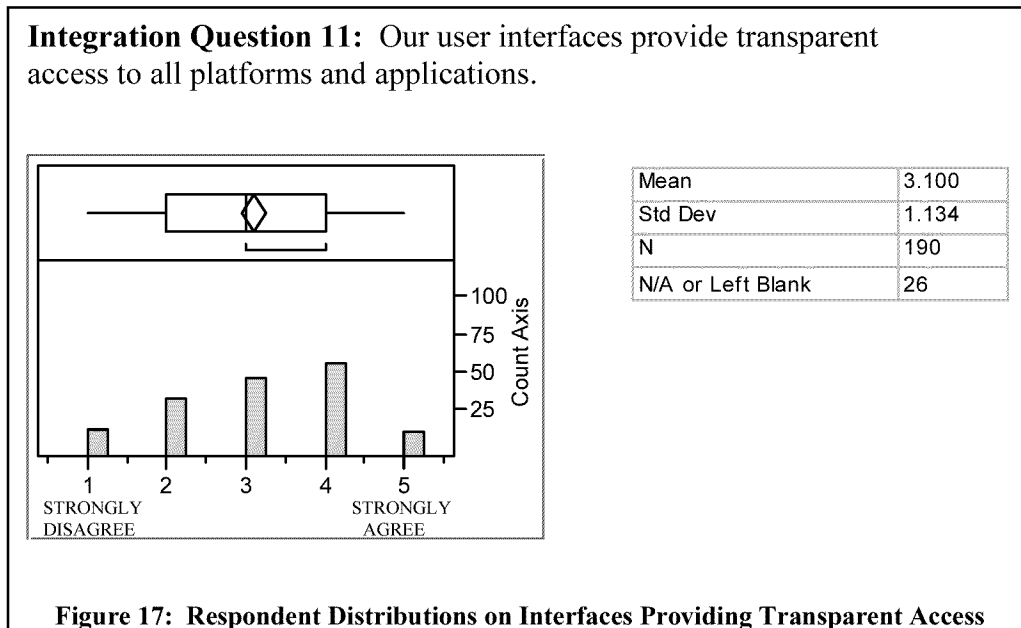 Integration Question 11: Our user interfaces provide transparent
access to all platforms and applications.
Mean 3.100
Std Dev 1.134
N 190
N/A or Left Blank 26
100
75
50
25
Count Axis
1 2 3 4 5
STRONGLY DISAGREE
STRONGLY AGREE
Figure 17: Respondent Distributions on Interfaces Providing Transparent Access